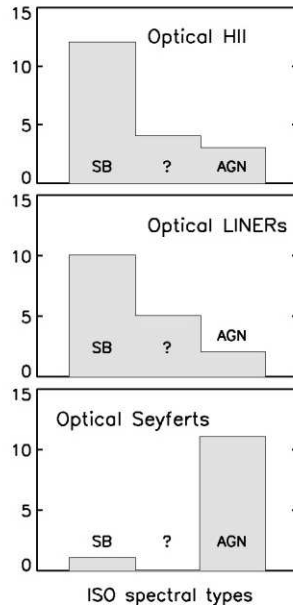 15
Optical HII
10
5
SB ? AGN
0
15
Optical LINERs
10
5
AGN
SB ?
0
15
Optical Seyferts
10
5
SB ? AGN
0
ISO spectral types